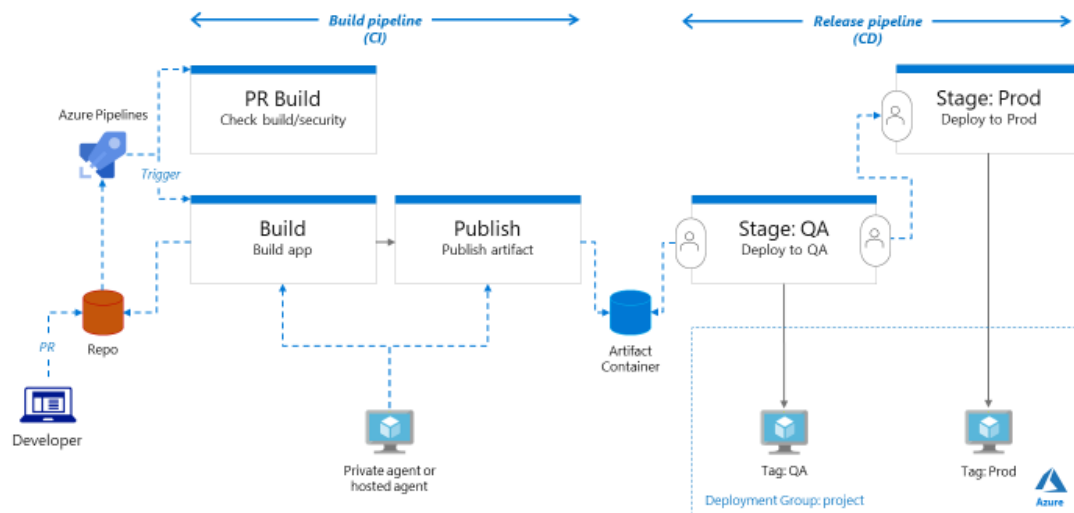 Build pipeline
(CI)
Release pipeline
(CD)
Azure Pipelines
Trigger
PR Build
Check build/security
Stage: Prod
Deploy to Prod
Build
Build app
Publish
Publish artifact
Stage: QA
Deploy to QA
PR
Repo
Artifact
Container
Developer
Private agent or
hosted agent
Tag: QA
Tag: Prod
Deployment Group: project
Azure